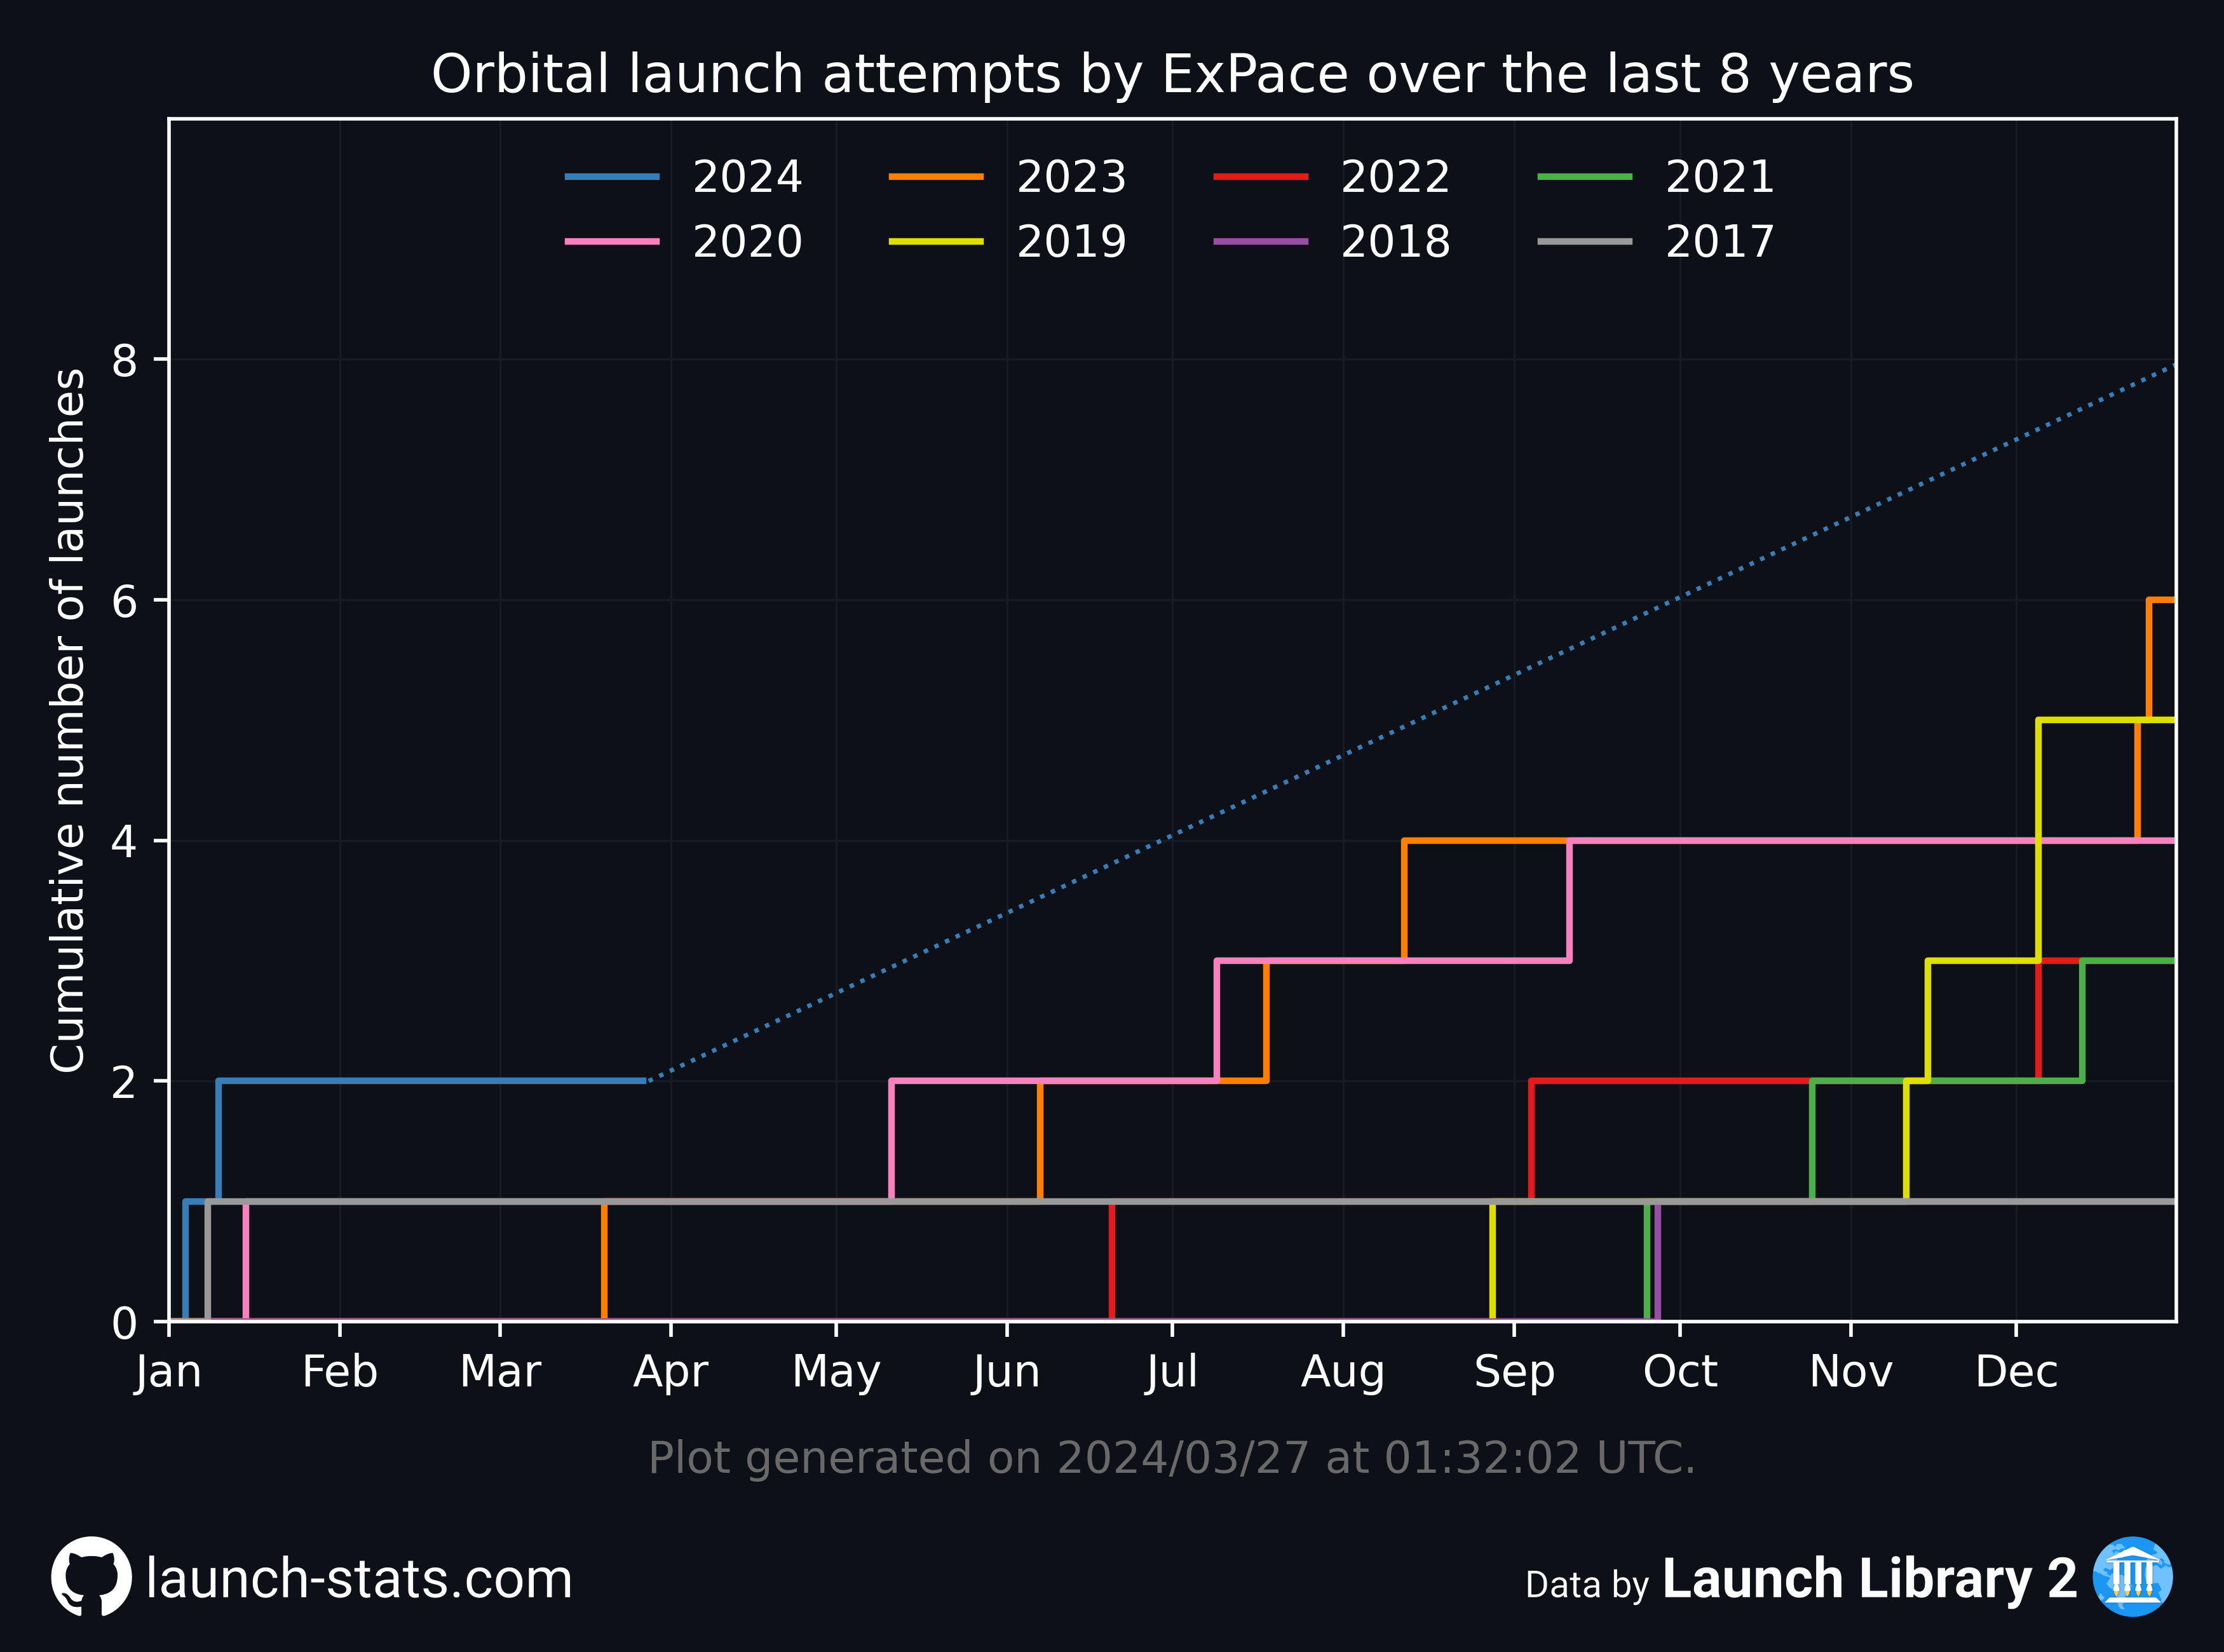 Orbital launch attempts by ExPace over the last 8 years
2024 2023 2022 2021
2020 2019 2018 2017
Cumulative number of launches
8
6
4
2
0
Jan Feb Mar Apr May Jun Jul Aug Sep Oct Nov Dec
Plot generated on 2024/03/27 at 01:32:02 UTC.
launch-stats.com
Data by Launch Library 2